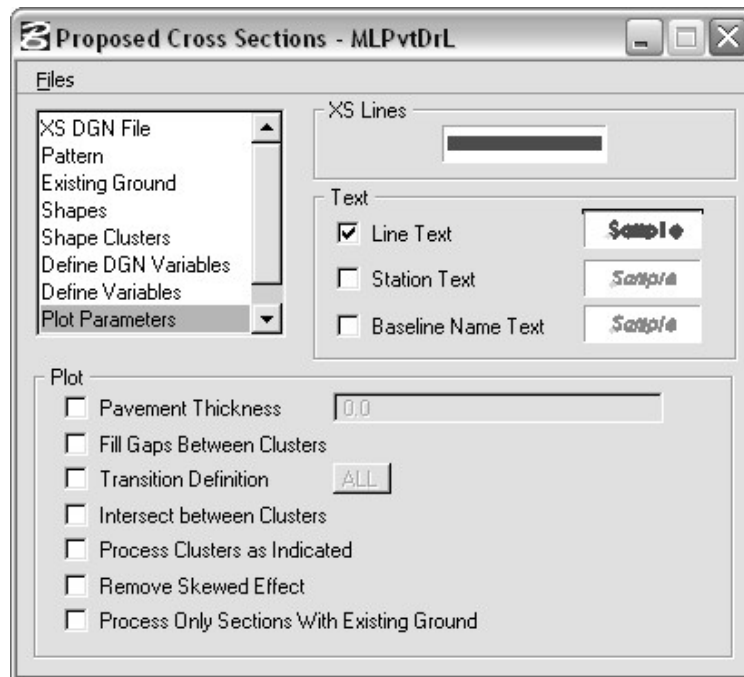 Proposed Cross Sections - MLPvtDrL
Files
XS DGN File
Pattern
Existing Ground
Shapes
Shape Clusters
Define DGN Variables
Define Variables
Plot Parameters
XS Lines
Text
Line Text Sample
Station Text Sample
Baseline Name Text Sample
Plot
Pavement Thickness 0.0
Fill Gaps Between Clusters
Transition Definition ALL
Intersect between Clusters
Process Clusters as Indicated
Remove Skewed Effect
Process Only Sections With Existing Ground